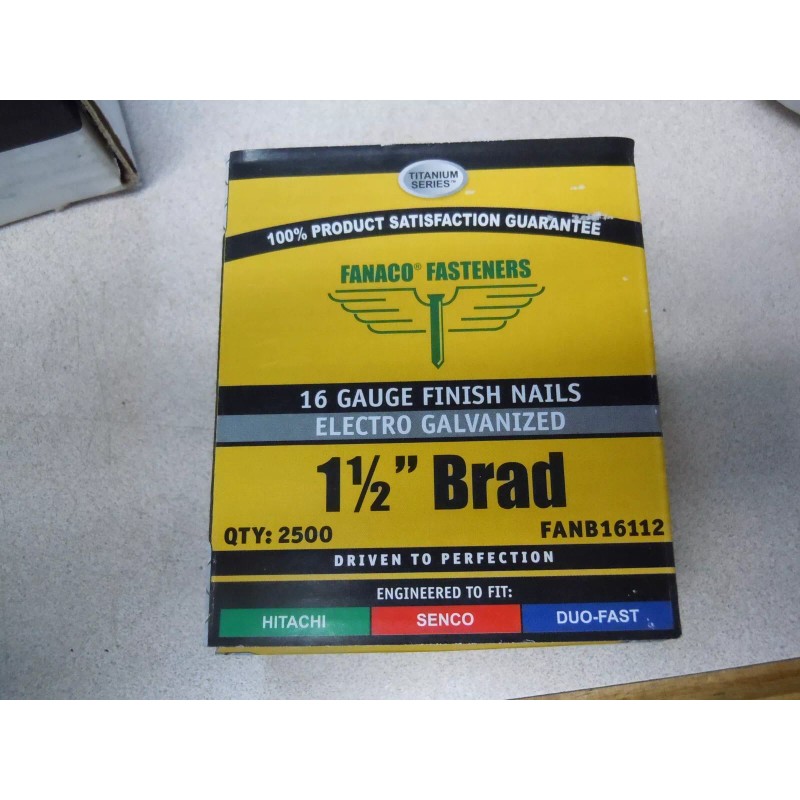 TITANIUM
SERIES™
100% PRODUCT SATISFACTION GUARANTEE
FANACO® FASTENERS
16 GAUGE FINISH NAILS
ELECTRO GALVANIZED
1½” Brad
QTY: 2500 FANB16112
DRIVEN TO PERFECTION
ENGINEERED TO FIT:
HITACHI SENCO DUO-FAST